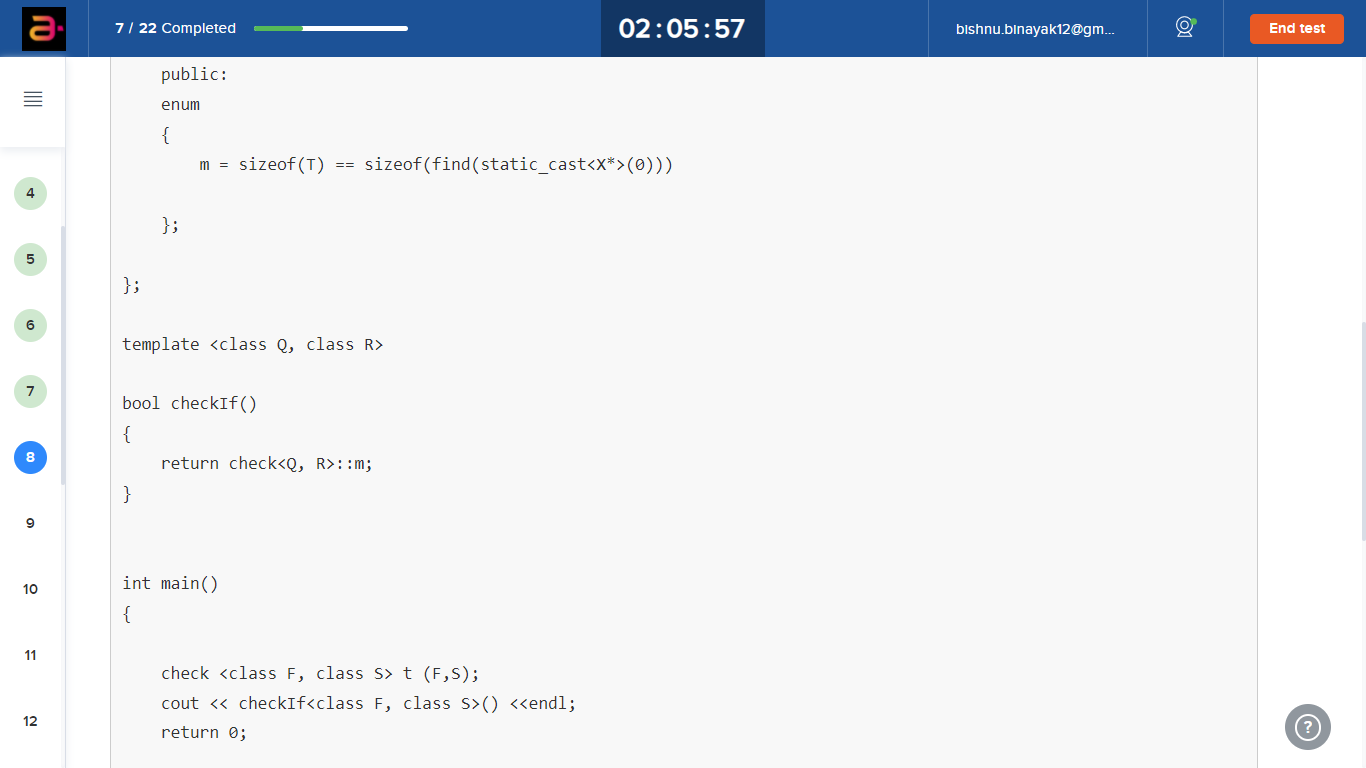 a.
7 / 22 Completed
02:05:57
bishnu.binayak12@gm...
End test
4
5
6
7
8
9
10
11
12
public:
enum
{
m = sizeof(T) == sizeof(find(static_cast<X*>(0)))
};
};
template <class Q, class R>
bool checkIf()
{
return check<Q, R>::m;
}
int main()
{
check <class F, class S> t (F,S);
cout << checkIf<class F, class S>() <<endl;
return 0;
?